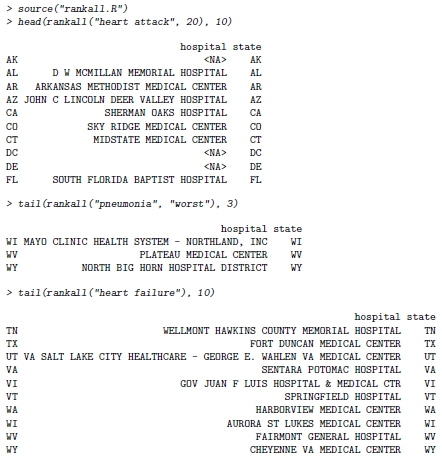 > source("rankall.R")
> head(rankall("heart attack", 20), 10)
hospital state
AK <NA> AK
AL D W MCMILLAN MEMORIAL HOSPITAL AL
AR ARKANSAS METHODIST MEDICAL CENTER AR
AZ JOHN C LINCOLN DEER VALLEY HOSPITAL AZ
CA SHERMAN OAKS HOSPITAL CA
CO SKY RIDGE MEDICAL CENTER CO
CT MIDSTATE MEDICAL CENTER CT
DC <NA> DC
DE <NA> DE
FL SOUTH FLORIDA BAPTIST HOSPITAL FL
> tail(rankall("pneumonia", "worst"), 3)
hospital state
WI MAYO CLINIC HEALTH SYSTEM - NORTHLAND, INC WI
WV PLATEAU MEDICAL CENTER WV
WY NORTH BIG HORN HOSPITAL DISTRICT WY
> tail(rankall("heart failure"), 10)
hospital state
TN WELLMONT HAWKINS COUNTY MEMORIAL HOSPITAL TN
TX FORT DUNCAN MEDICAL CENTER TX
UT VA SALT LAKE CITY HEALTHCARE - GEORGE E. WAHLEN VA MEDICAL CENTER UT
VA SENTARA POTOMAC HOSPITAL VA
VI GOV JUAN F LUIS HOSPITAL & MEDICAL CTR VI
VT SPRINGFIELD HOSPITAL VT
WA HARBORVIEW MEDICAL CENTER WA
WI AURORA ST LUKES MEDICAL CENTER WI
WV FAIRMONT GENERAL HOSPITAL WV
WY CHEYENNE VA MEDICAL CENTER WY